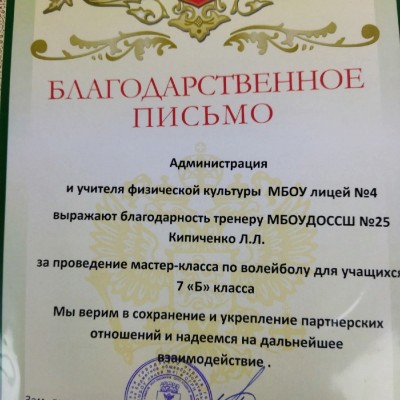 БЛАГОДАРСТВЕННОЕ
ПИСЬМО
Администрация
и учителя физической культуры МБОУ лицей №4
выражают благодарность тренеру МБОУДОССШ №25
Кипиченко Л.Л.
за проведение мастер-класса по волейболу для учащихся
7 «Б» класса
Мы верим в сохранение и укрепление партнерских
отношений и надеемся на дальнейшее
взаимодействие .